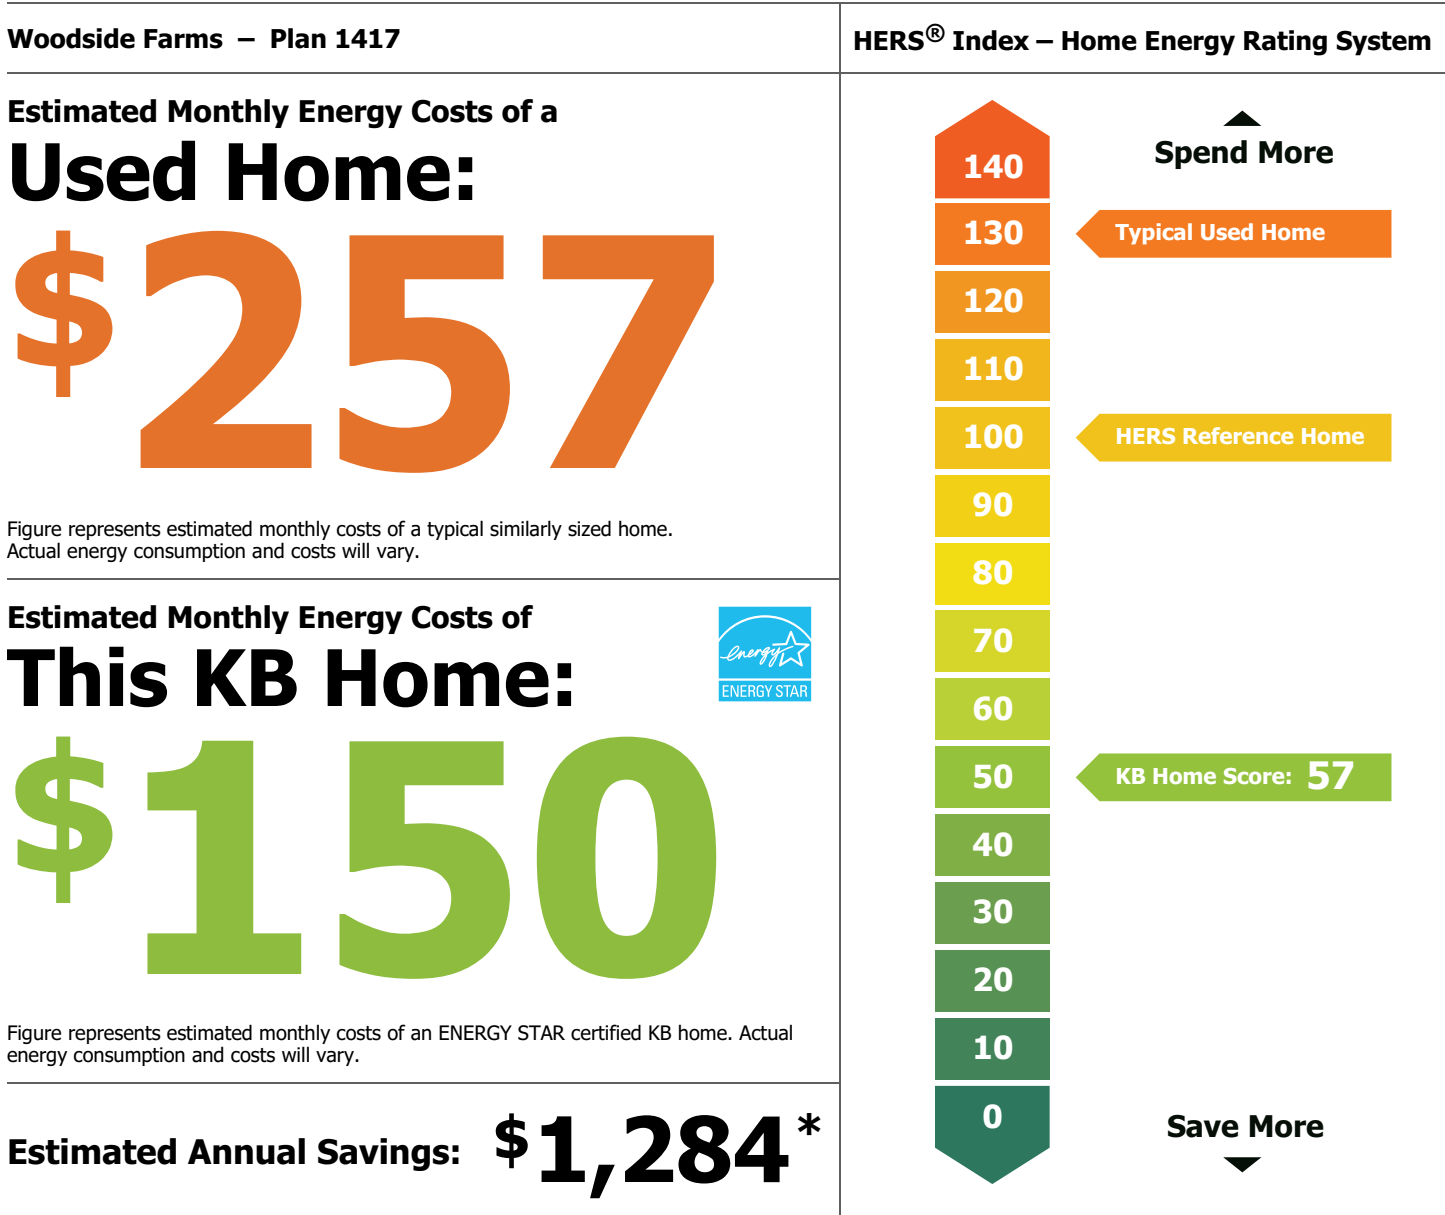 Woodside Farms – Plan 1417
Estimated Monthly Energy Costs of a
Used Home:
$257
Figure represents estimated monthly costs of a typical similarly sized home.
Actual energy consumption and costs will vary.
Estimated Monthly Energy Costs of
This KB Home:
energy
ENERGY STAR
$150
Figure represents estimated monthly costs of an ENERGY STAR certified KB home. Actual
energy consumption and costs will vary.
Estimated Annual Savings: $1,284*
HERS® Index – Home Energy Rating System
Spend More
140
130
Typical Used Home
120
110
100
HERS Reference Home
90
80
70
60
50
KB Home Score: 57
40
30
20
10
0
Save More